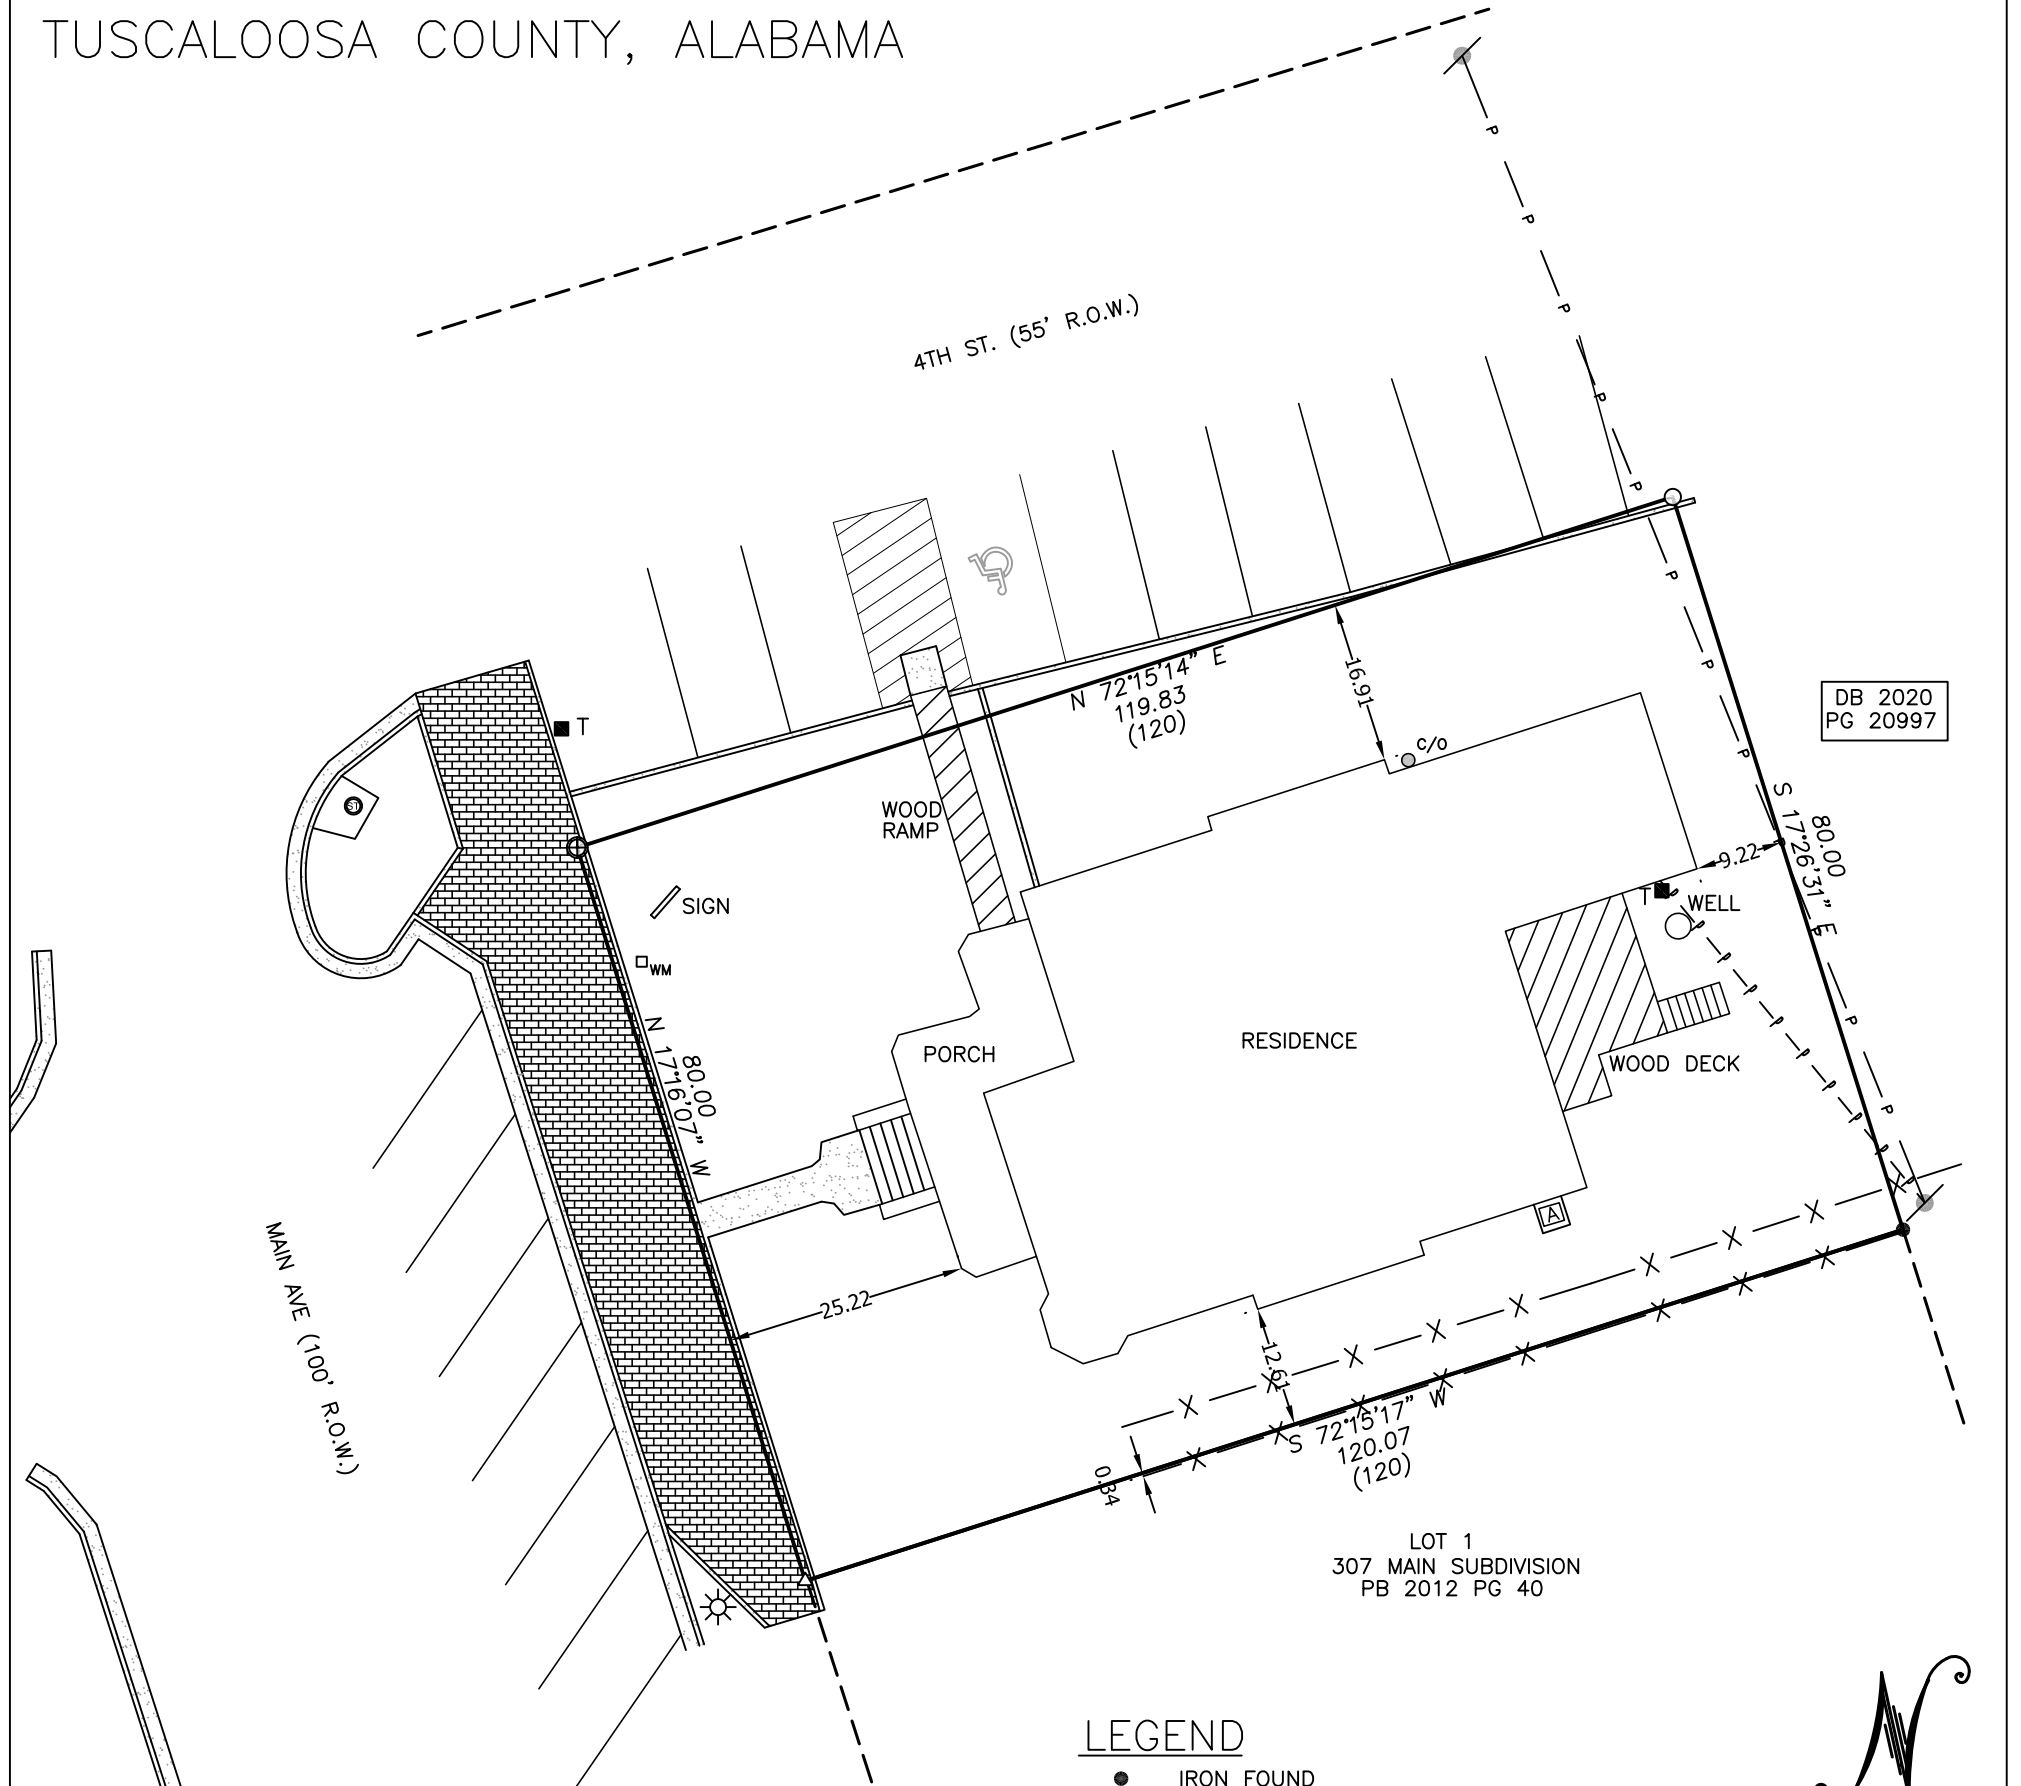 TUSCALOOSA COUNTY, ALABAMA
P
P
P
P
P
4TH ST. (55' R.O.W.)
N 72°15'14" E
119.83
(120)
16.91
P
P
P
c/o
DB 2020
PG 20997
T
ST
WOOD
RAMP
S 17°26'31" E
80.00
9.22
SIGN
T
WELL
WM
N 17°16'07" W
80.00
PORCH
RESIDENCE
WOOD DECK
P
P
P
P
P
P
P
P
P
P
P
A
MAIN AVE (100' R.O.W.)
25.22
12.61
S 72°15'17" W
120.07
(120)
0.34
LOT 1
307 MAIN SUBDIVISION
PB 2012 PG 40
LEGEND
IRON FOUND
N